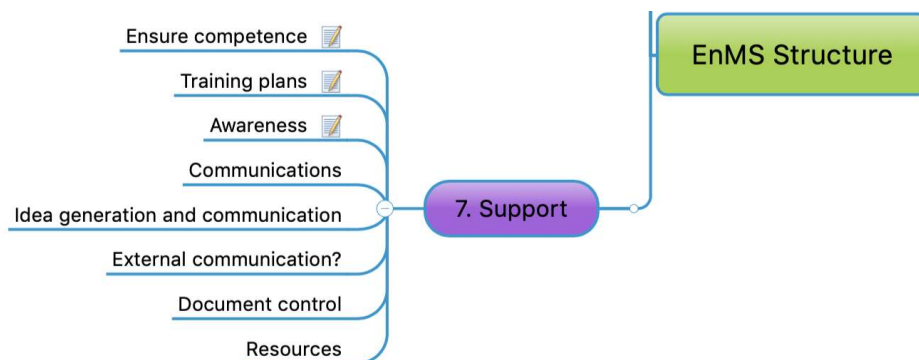 Ensure competence
Training plans
Awareness
Communications
Idea generation and communication
External communication?
Document control
Resources
7. Support
EnMS Structure